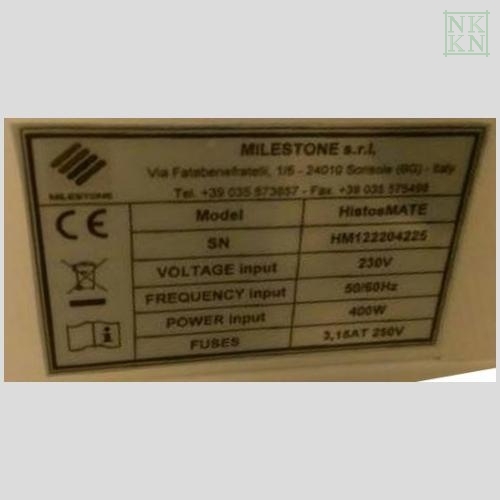 NK
KN
MILESTONE s.r.l.
Via Fatebenefratelli, 1/5 - 24010 Sorisole (BG) - Italy
Tel. +39 035 573857 - Fax. +39 035 575498
MILESTONE
CE
Model HistosMATE
SN HM122204225
VOLTAGE input 230V
FREQUENCY input 50/60Hz
POWER input 400W
FUSES 3,15AT 250V
i